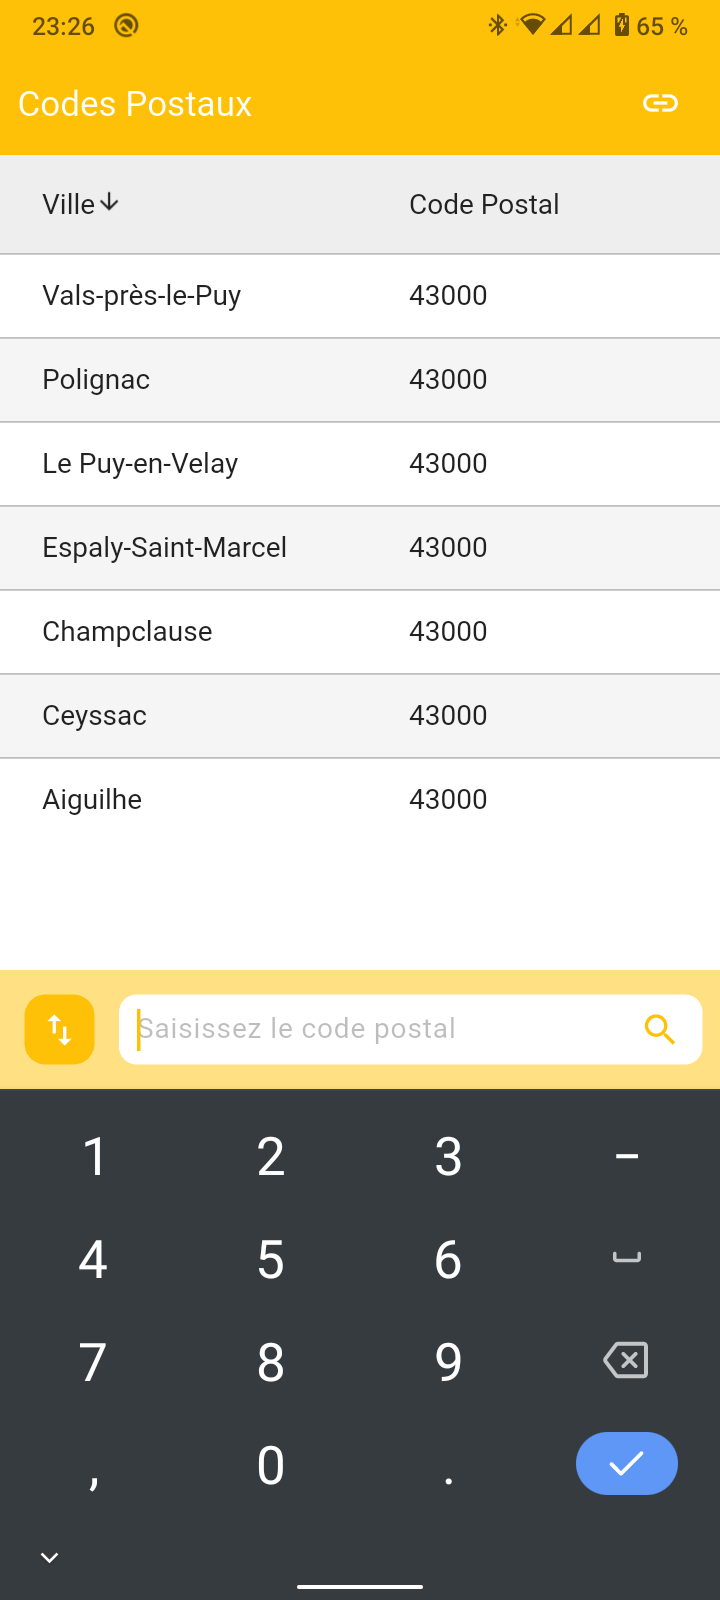 23:26 65 %
Codes Postaux
Ville Code Postal
Vals-près-le-Puy 43000
Polignac 43000
Le Puy-en-Velay 43000
Espaly-Saint-Marcel 43000
Champclause 43000
Ceyssac 43000
Aiguilhe 43000
Saisissez le code postal
1 2 3 −
4 5 6
7 8 9
, 0 .